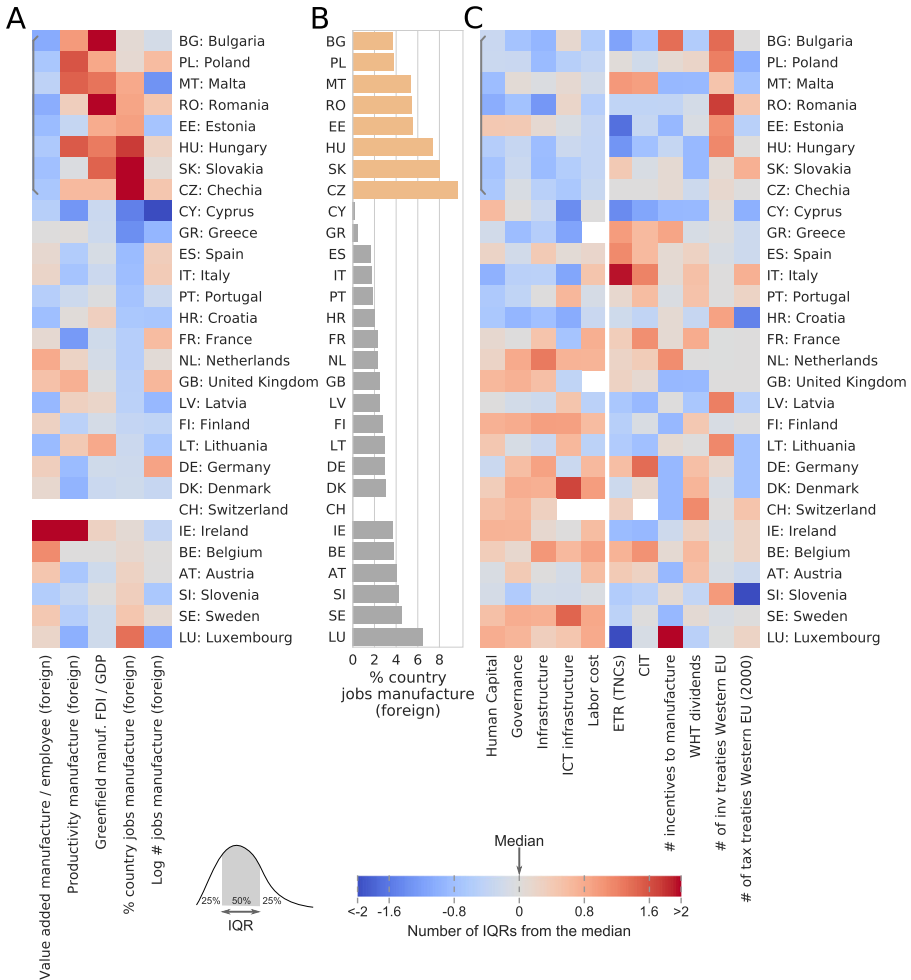 A
B
C
BG: Bulgaria
PL: Poland
MT: Malta
RO: Romania
EE: Estonia
HU: Hungary
SK: Slovakia
CZ: Chechia
CY: Cyprus
GR: Greece
ES: Spain
IT: Italy
PT: Portugal
HR: Croatia
FR: France
NL: Netherlands
GB: United Kingdom
LV: Latvia
FI: Finland
LT: Lithuania
DE: Germany
DK: Denmark
CH: Switzerland
IE: Ireland
BE: Belgium
AT: Austria
SI: Slovenia
SE: Sweden
LU: Luxembourg
Value added manufacture / employee (foreign)
Productivity manufacture (foreign)
Greenfield manuf. FDI / GDP
% country jobs manufacture (foreign)
Log # jobs manufacture (foreign)
BG
PL
MT
RO
EE
HU
SK
CZ
CY
GR
ES
IT
PT
HR
FR
NL
GB
LV
FI
LT
DE
DK
CH
IE
BE
AT
SI
SE
LU
0 2 4 6 8
% country
jobs manufacture
(foreign)
BG: Bulgaria
PL: Poland
MT: Malta
RO: Romania
EE: Estonia
HU: Hungary
SK: Slovakia
CZ: Chechia
CY: Cyprus
GR: Greece
ES: Spain
IT: Italy
PT: Portugal
HR: Croatia
FR: France
NL: Netherlands
GB: United Kingdom
LV: Latvia
FI: Finland
LT: Lithuania
DE: Germany
DK: Denmark
CH: Switzerland
IE: Ireland
BE: Belgium
AT: Austria
SI: Slovenia
SE: Sweden
LU: Luxembourg
Human Capital
Governance
Infrastructure
ICT infrastructure
Labor cost
ETR (TNCs)
CIT
# incentives to manufacture
WHT dividends
# of inv treaties Western EU
# of tax treaties Western EU (2000)
25% 50% 25%
IQR
Median
<-2 -1.6 -0.8 0 0.8 1.6 >2
Number of IQRs from the median